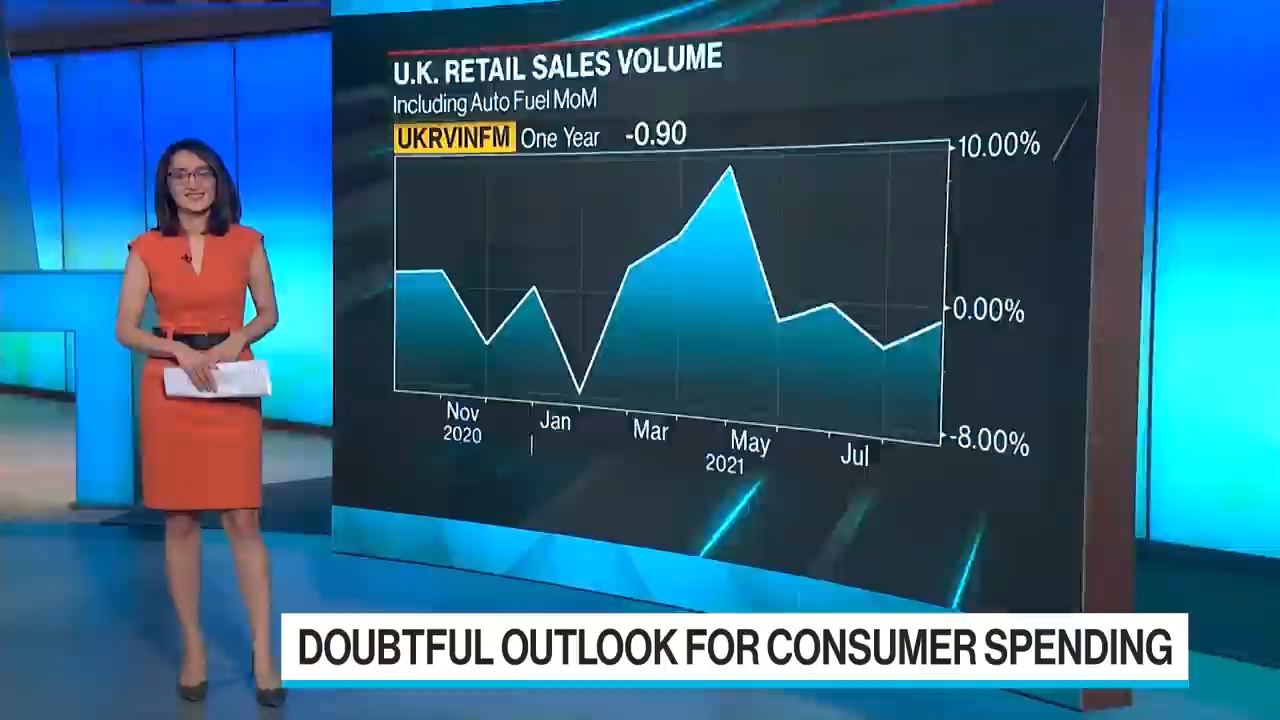 U.K. RETAIL SALES VOLUME
Including Auto Fuel MoM
UKRVINFM One Year -0.90
10.00%
0.00%
-8.00%
Nov Jan Mar May Jul
2020 2021
DOUBTFUL OUTLOOK FOR CONSUMER SPENDING